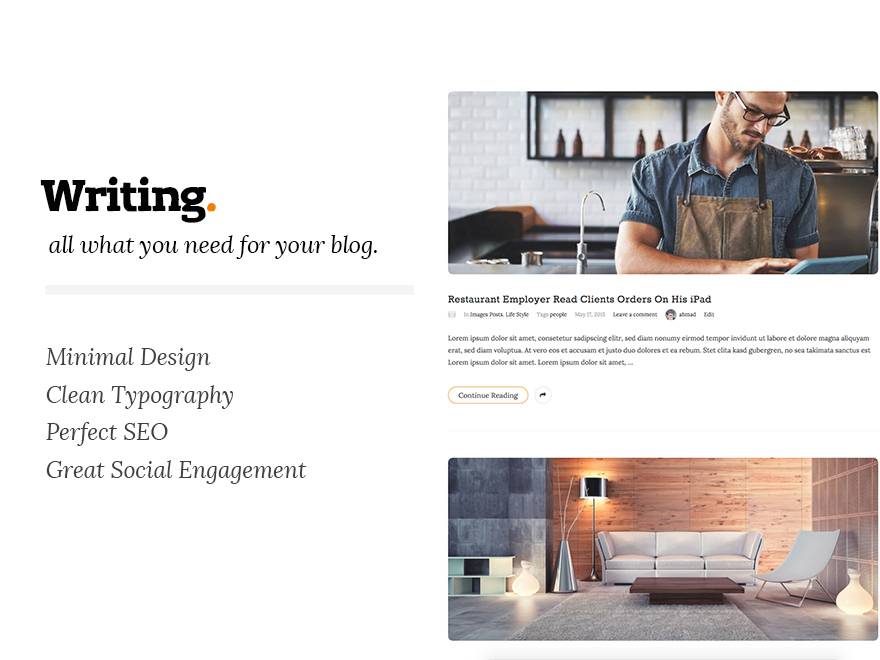 Writing.
all what you need for your blog.
Minimal Design
Clean Typography
Perfect SEO
Great Social Engagement
Restaurant Employer Read Clients Orders On His iPad
In Images Posts, Life Style Tags people May 17, 2015 Leave a comment ahmad Edit
Lorem ipsum dolor sit amet, consetetur sadipscing elitr, sed diam nonumy eirmod tempor invidunt ut labore et dolore magna aliquyam
erat, sed diam voluptua. At vero eos et accusam et justo duo dolores et ea rebum. Stet clita kasd gubergren, no sea takimata sanctus est
Lorem ipsum dolor sit amet. Lorem ipsum dolor sit amet, ...
Continue Reading